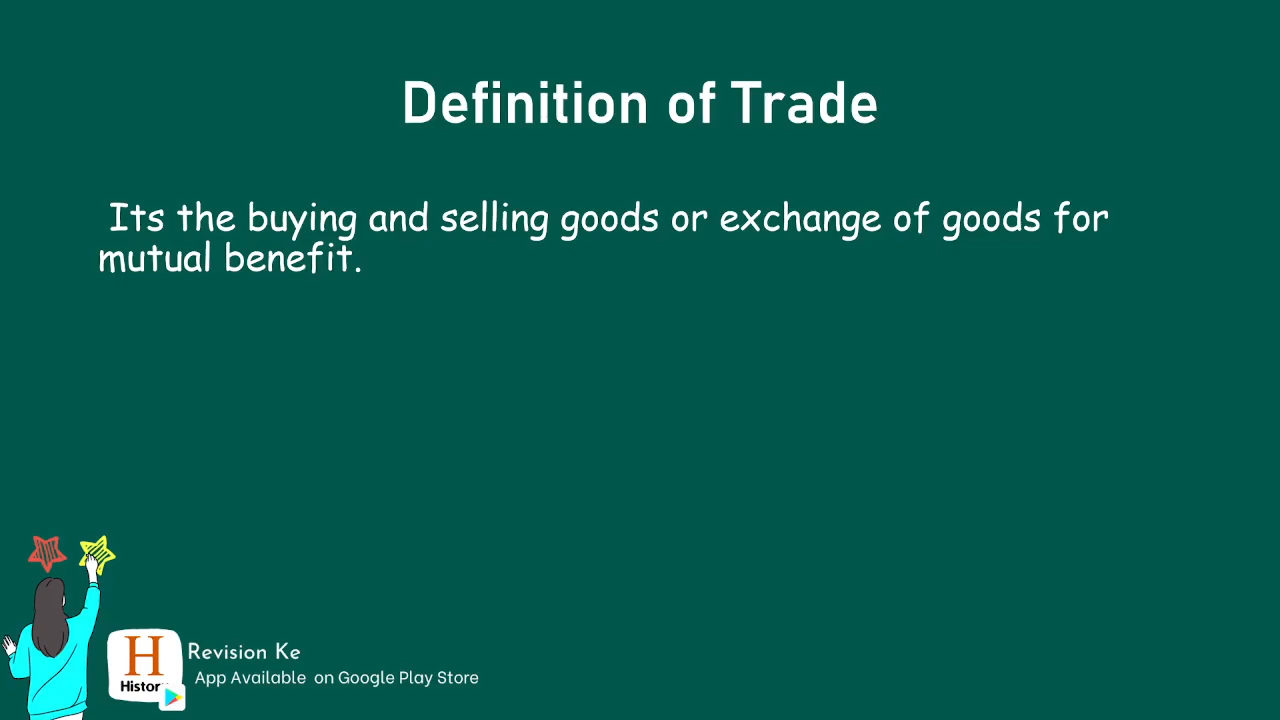 Definition of Trade
Its the buying and selling goods or exchange of goods for
mutual benefit.
H
History
Revision Ke
App Available on Google Play Store